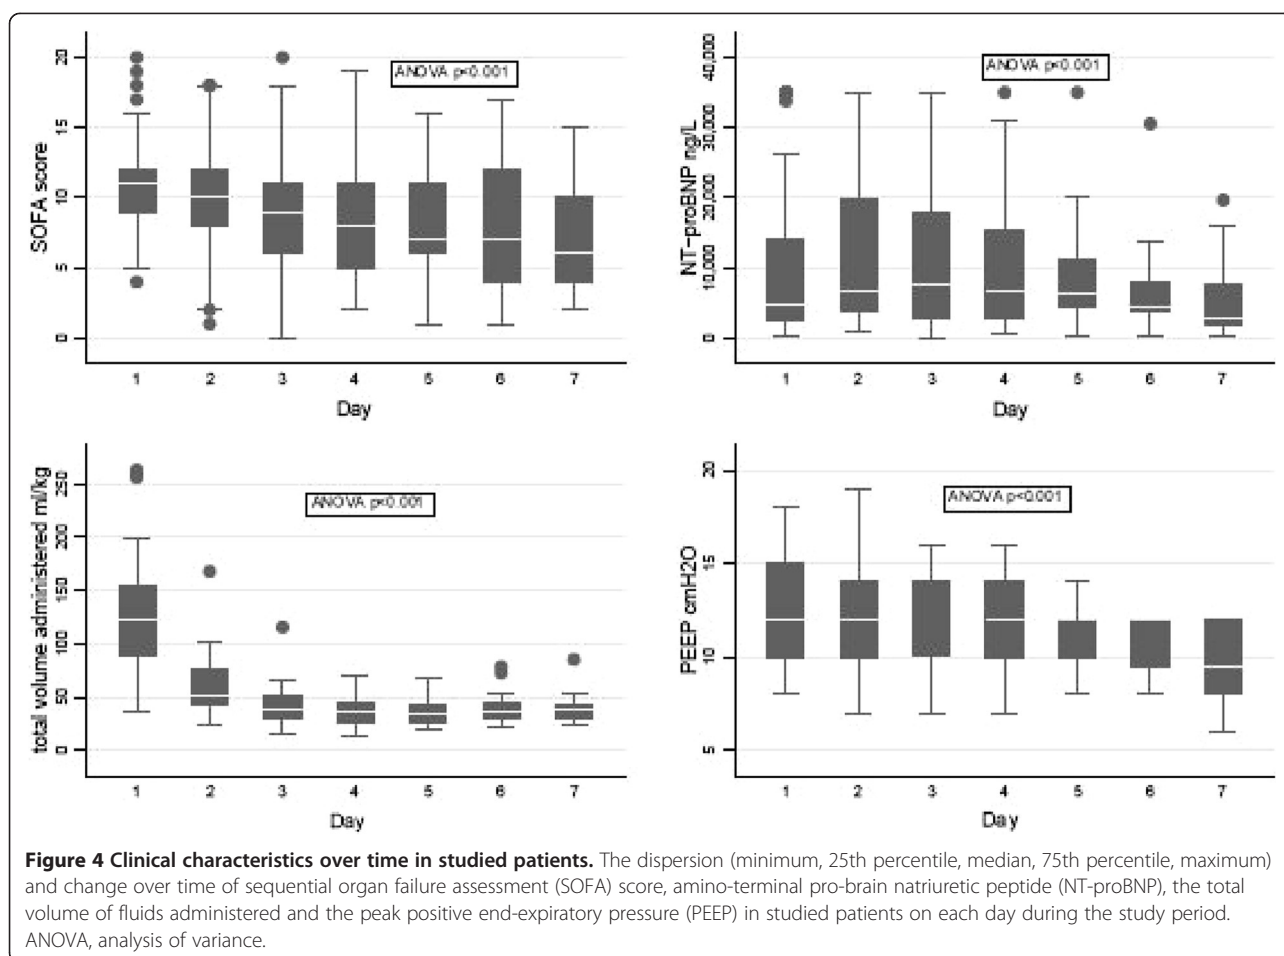 ANOVA p<0.001
SOFA score
20
15
10
5
0
1 2 3 4 5 6 7
Day
ANOVA p<0.001
NT-proBNP ng/L
40,000
30,000
20,000
10,000
0
1 2 3 4 5 6 7
Day
ANOVA p<0.001
total volume administered ml/kg
250
200
150
100
50
0
1 2 3 4 5 6 7
Day
ANOVA p<0.001
PEEP cmH2O
20
15
10
5
1 2 3 4 5 6 7
Day
Figure 4 Clinical characteristics over time in studied patients. The dispersion (minimum, 25th percentile, median, 75th percentile, maximum)
and change over time of sequential organ failure assessment (SOFA) score, amino-terminal pro-brain natriuretic peptide (NT-proBNP), the total
volume of fluids administered and the peak positive end-expiratory pressure (PEEP) in studied patients on each day during the study period.
ANOVA, analysis of variance.